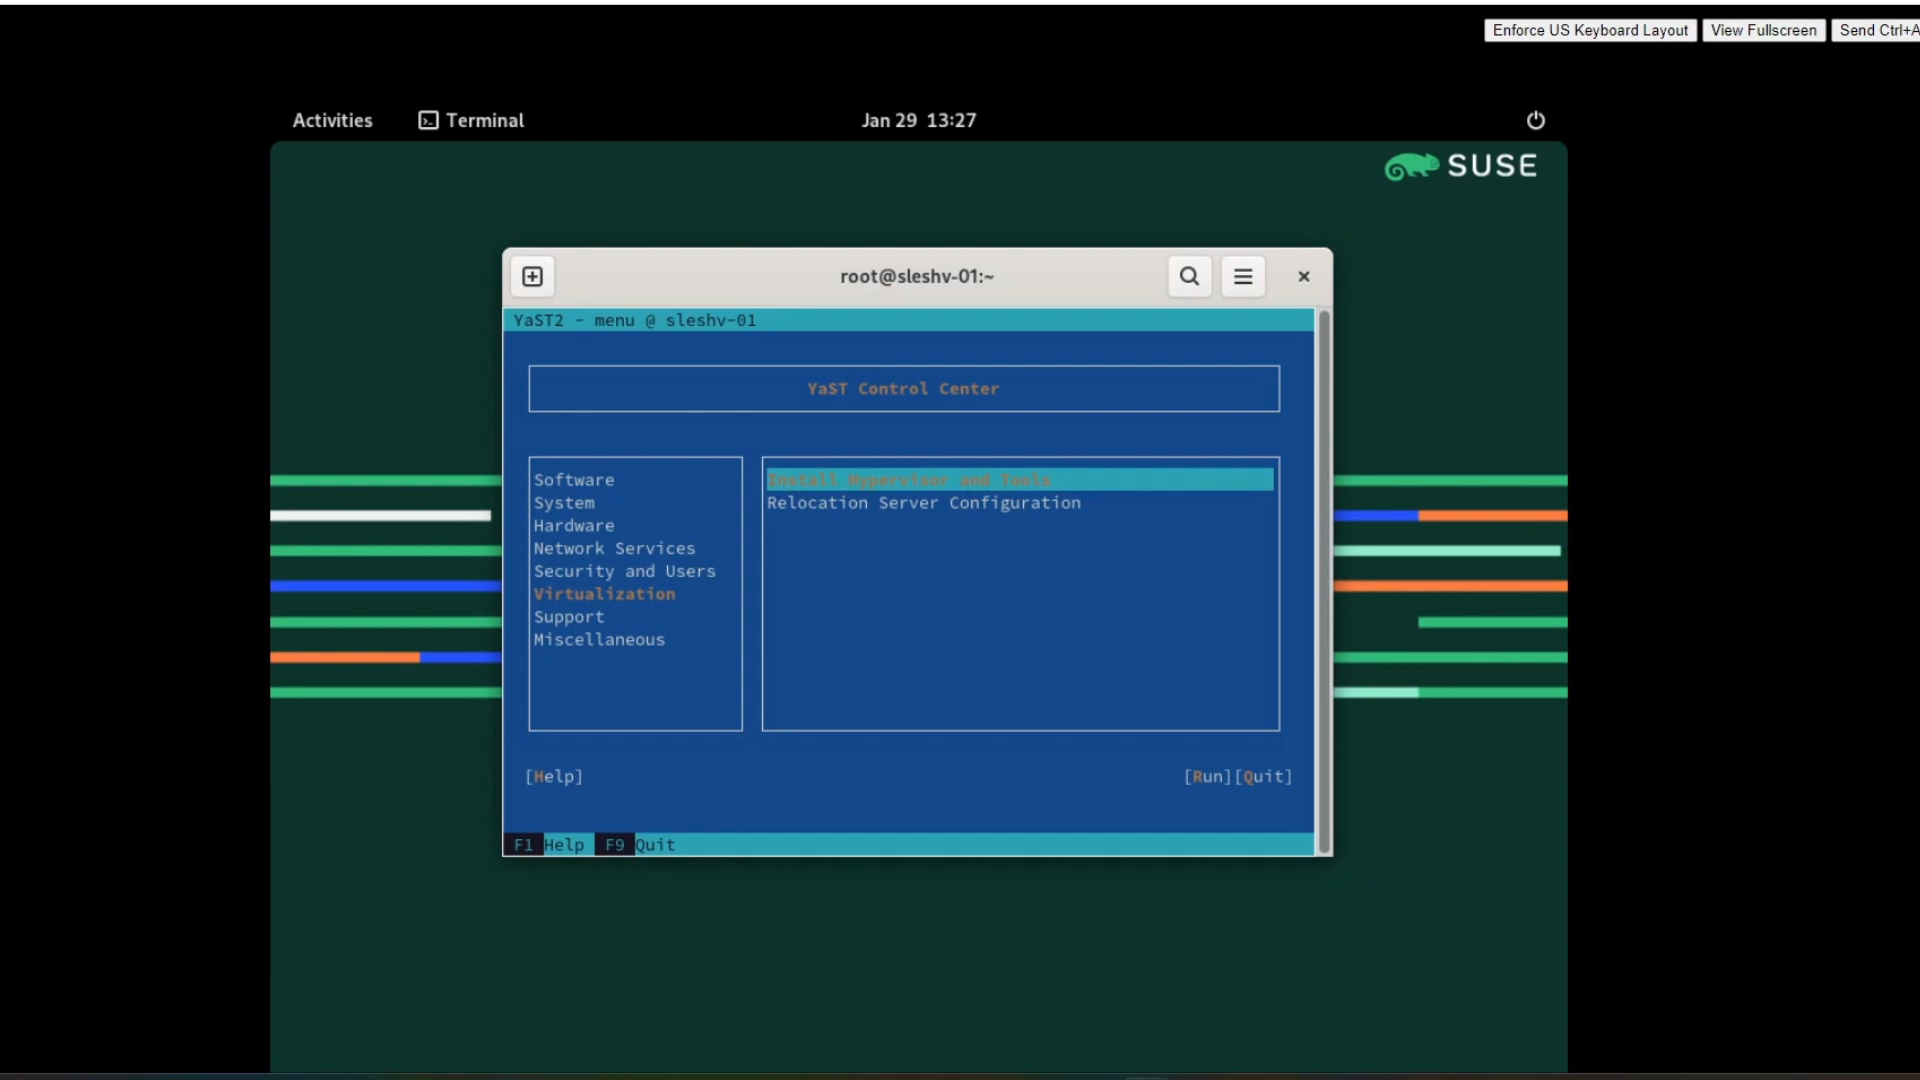 Enforce US Keyboard Layout View Fullscreen Send Ctrl+A
Activities Terminal Jan 29 13:27
SUSE
root@sleshv-01:~
YaST2 - menu @ sleshv-01
YaST Control Center
Software
System
Hardware
Network Services
Security and Users
Virtualization
Support
Miscellaneous
Install Hypervisor and Tools
Relocation Server Configuration
[Help] [Run][Quit]
F1 Help F9 Quit